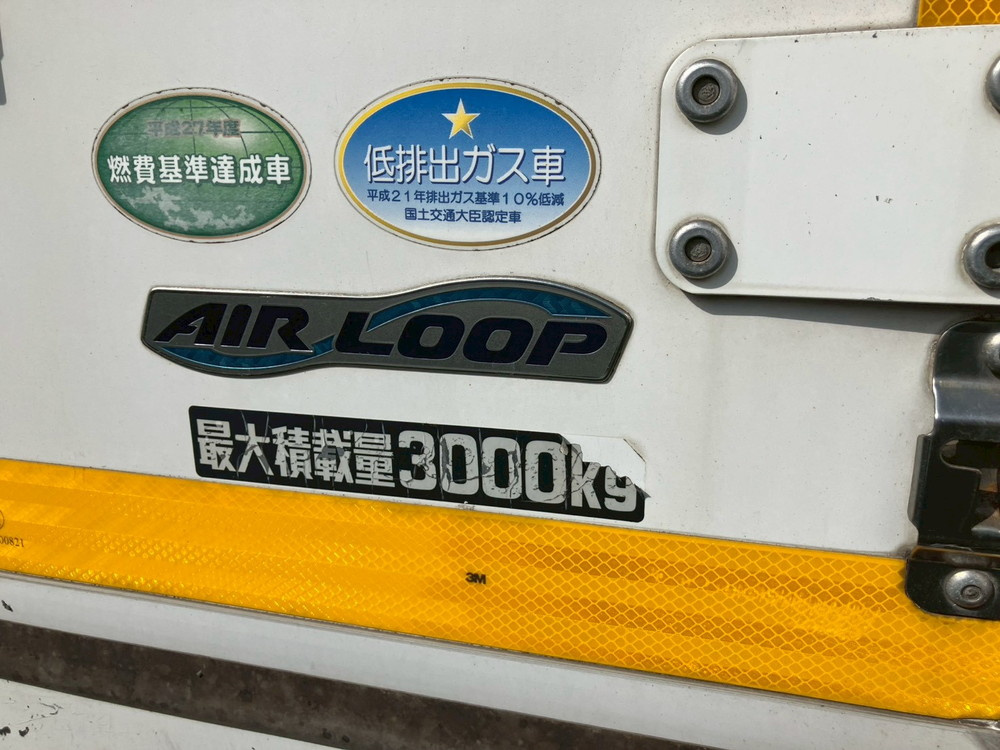 平成27年度
燃費基準達成車
低排出ガス車
平成21年排出ガス基準10%低減
国土交通大臣認定車
AIR LOOP
最大積載量3000kg
3M
00821